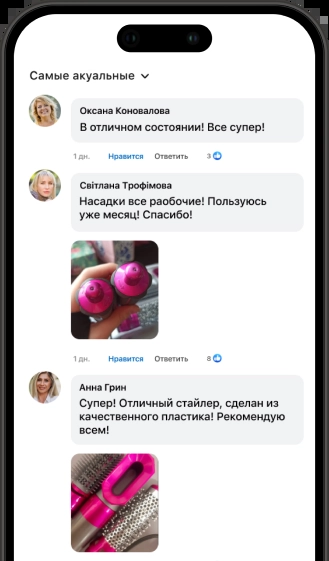 Самые акуальные
Оксана Коновалова
В отличном состоянии! Все супер!
1 дн. Нравится Ответить 3
Світлана Трофімова
Насадки все раобочие! Пользуюсь
уже месяц! Спасибо!
1 дн. Нравится Ответить 8
Анна Грин
Супер! Отличный стайлер, сделан из
качественного пластика! Рекомендую
всем!